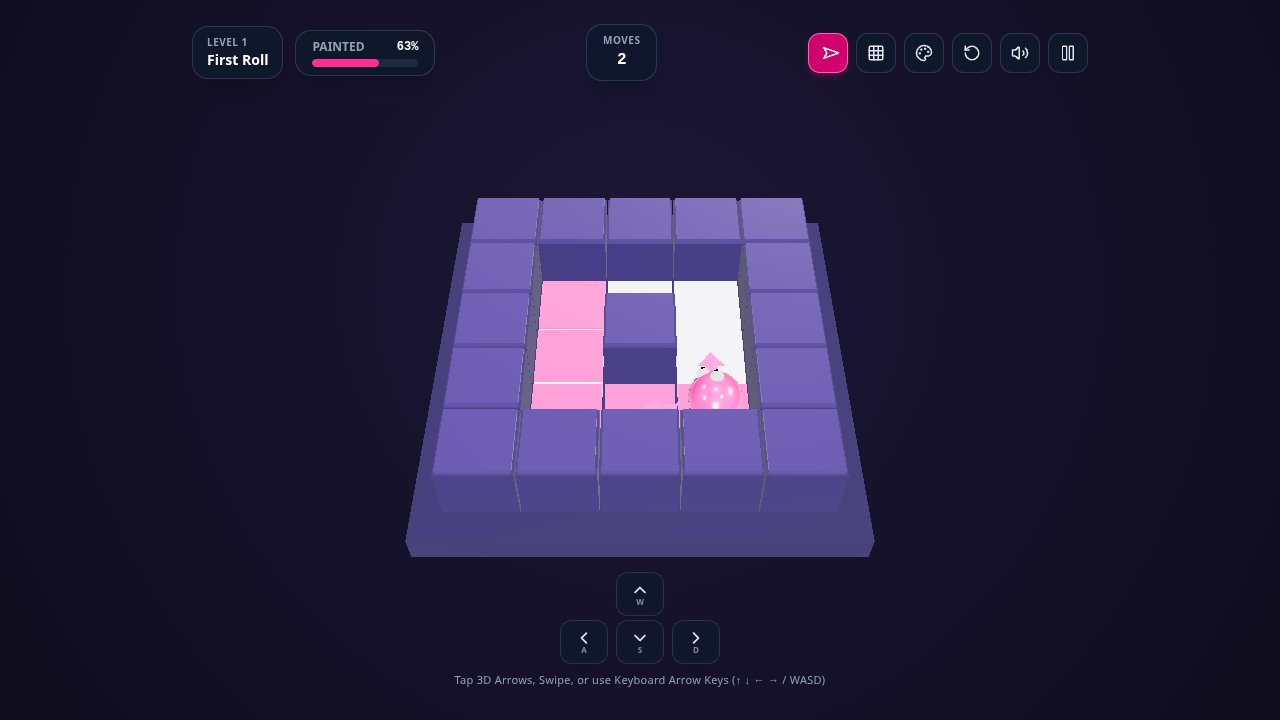 LEVEL 1
First Roll
PAINTED 63%
MOVES
2
W
A
S
D
Tap 3D Arrows, Swipe, or use Keyboard Arrow Keys (↑ ↓ ← → / WASD)